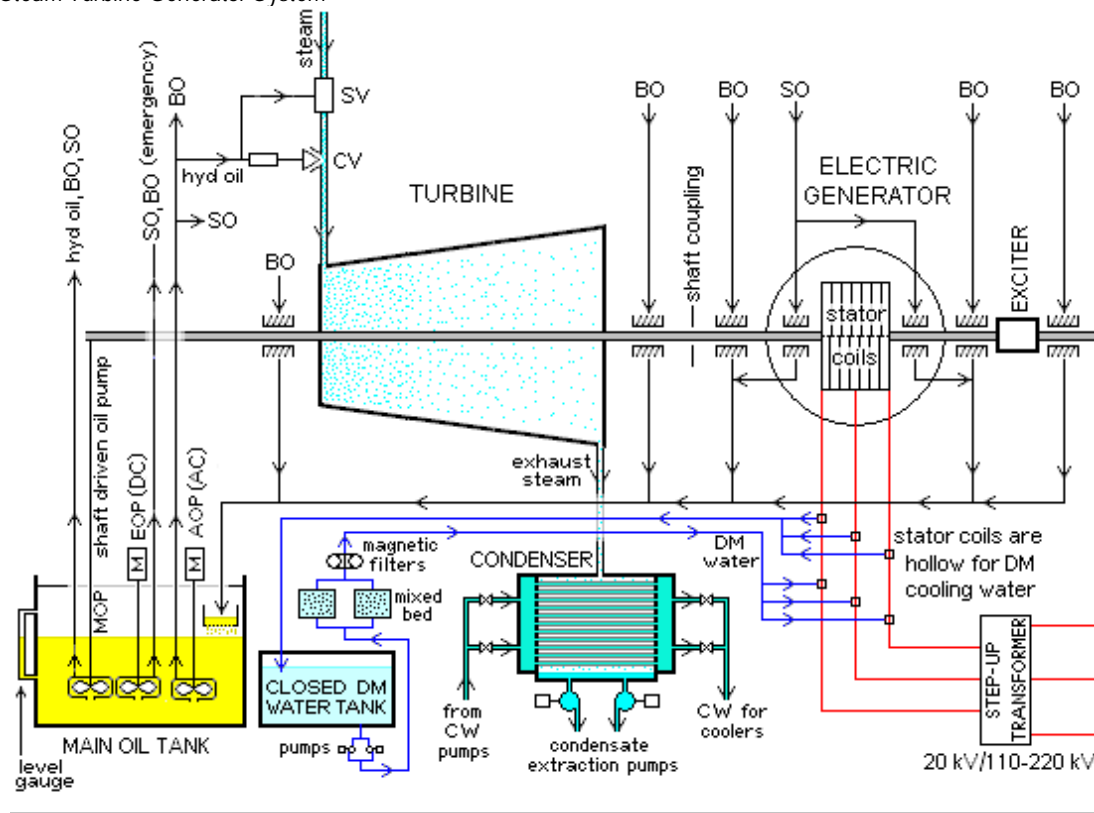 Steam Turbine Generator System
steam
SV
CV
hyd oil
BO
SO
SO, BO (emergency)
hyd oil, BO, SO
TURBINE
BO
BO
BO
SO
BO
BO
shaft coupling
ELECTRIC
GENERATOR
EXCITER
stator
coils
shaft driven oil pump
MOP
EOP (DC)
AOP (AC)
M
M
exhaust
steam
magnetic
filters
mixed
bed
CONDENSER
DM
water
stator coils are
hollow for DM
cooling water
CLOSED DM
WATER TANK
pumps
from
CW
pumps
condensate
extraction pumps
CW for
coolers
STEP-UP
TRANSFORMER
20 kV/110-220 kV
MAIN OIL TANK
level
gauge